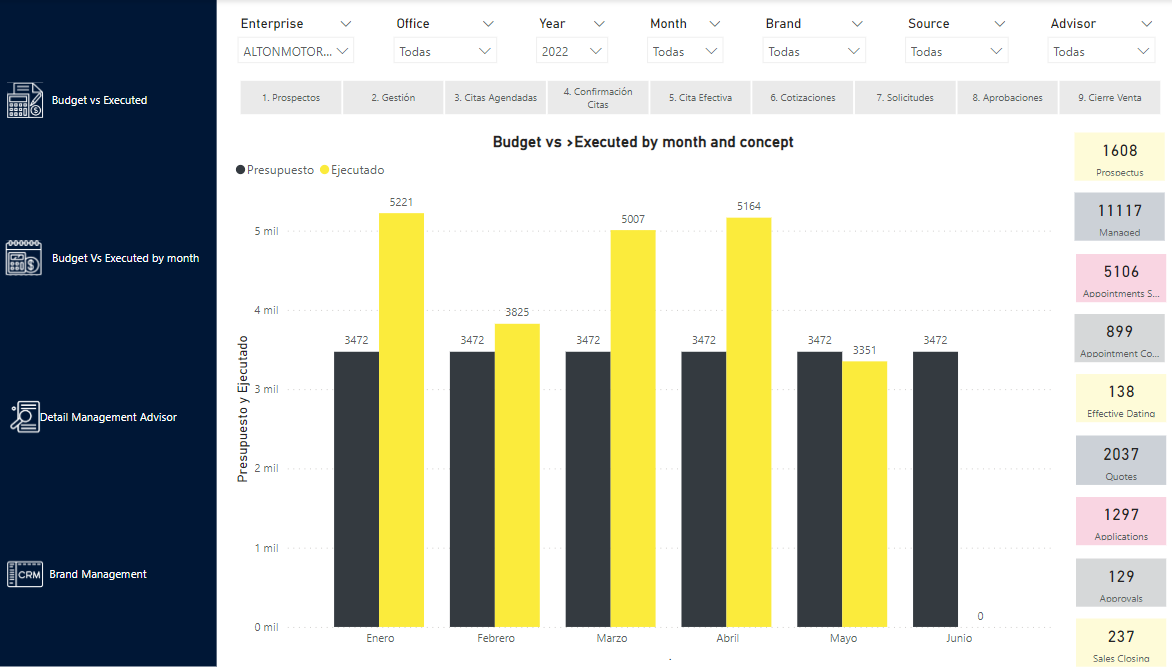 Enterprise Office Year Month Brand Source Advisor
ALTONMOTOR... Todas 2022 Todas Todas Todas Todas
1. Prospectos 2. Gestión 3. Citas Agendadas 4. Confirmación Citas 5. Cita Efectiva 6. Cotizaciones 7. Solicitudes 8. Aprobaciones 9. Cierre Venta
Budget vs Executed
Budget Vs Executed by month
Detail Management Advisor
CRM
Brand Management
Budget vs >Executed by month and concept
Presupuesto Ejecutado
Presupuesto y Ejecutado
5 mil
4 mil
3 mil
2 mil
1 mil
0 mil
3472 5221
3472 3825
3472 5007
3472 5164
3472 3351
3472 0
Enero Febrero Marzo Abril Mayo Junio
1608
Prospectus
11117
Managed
5106
Appointments S...
899
Appointment Co...
138
Effective Dating
2037
Quotes
1297
Applications
129
Approvals
237
Sales Closing